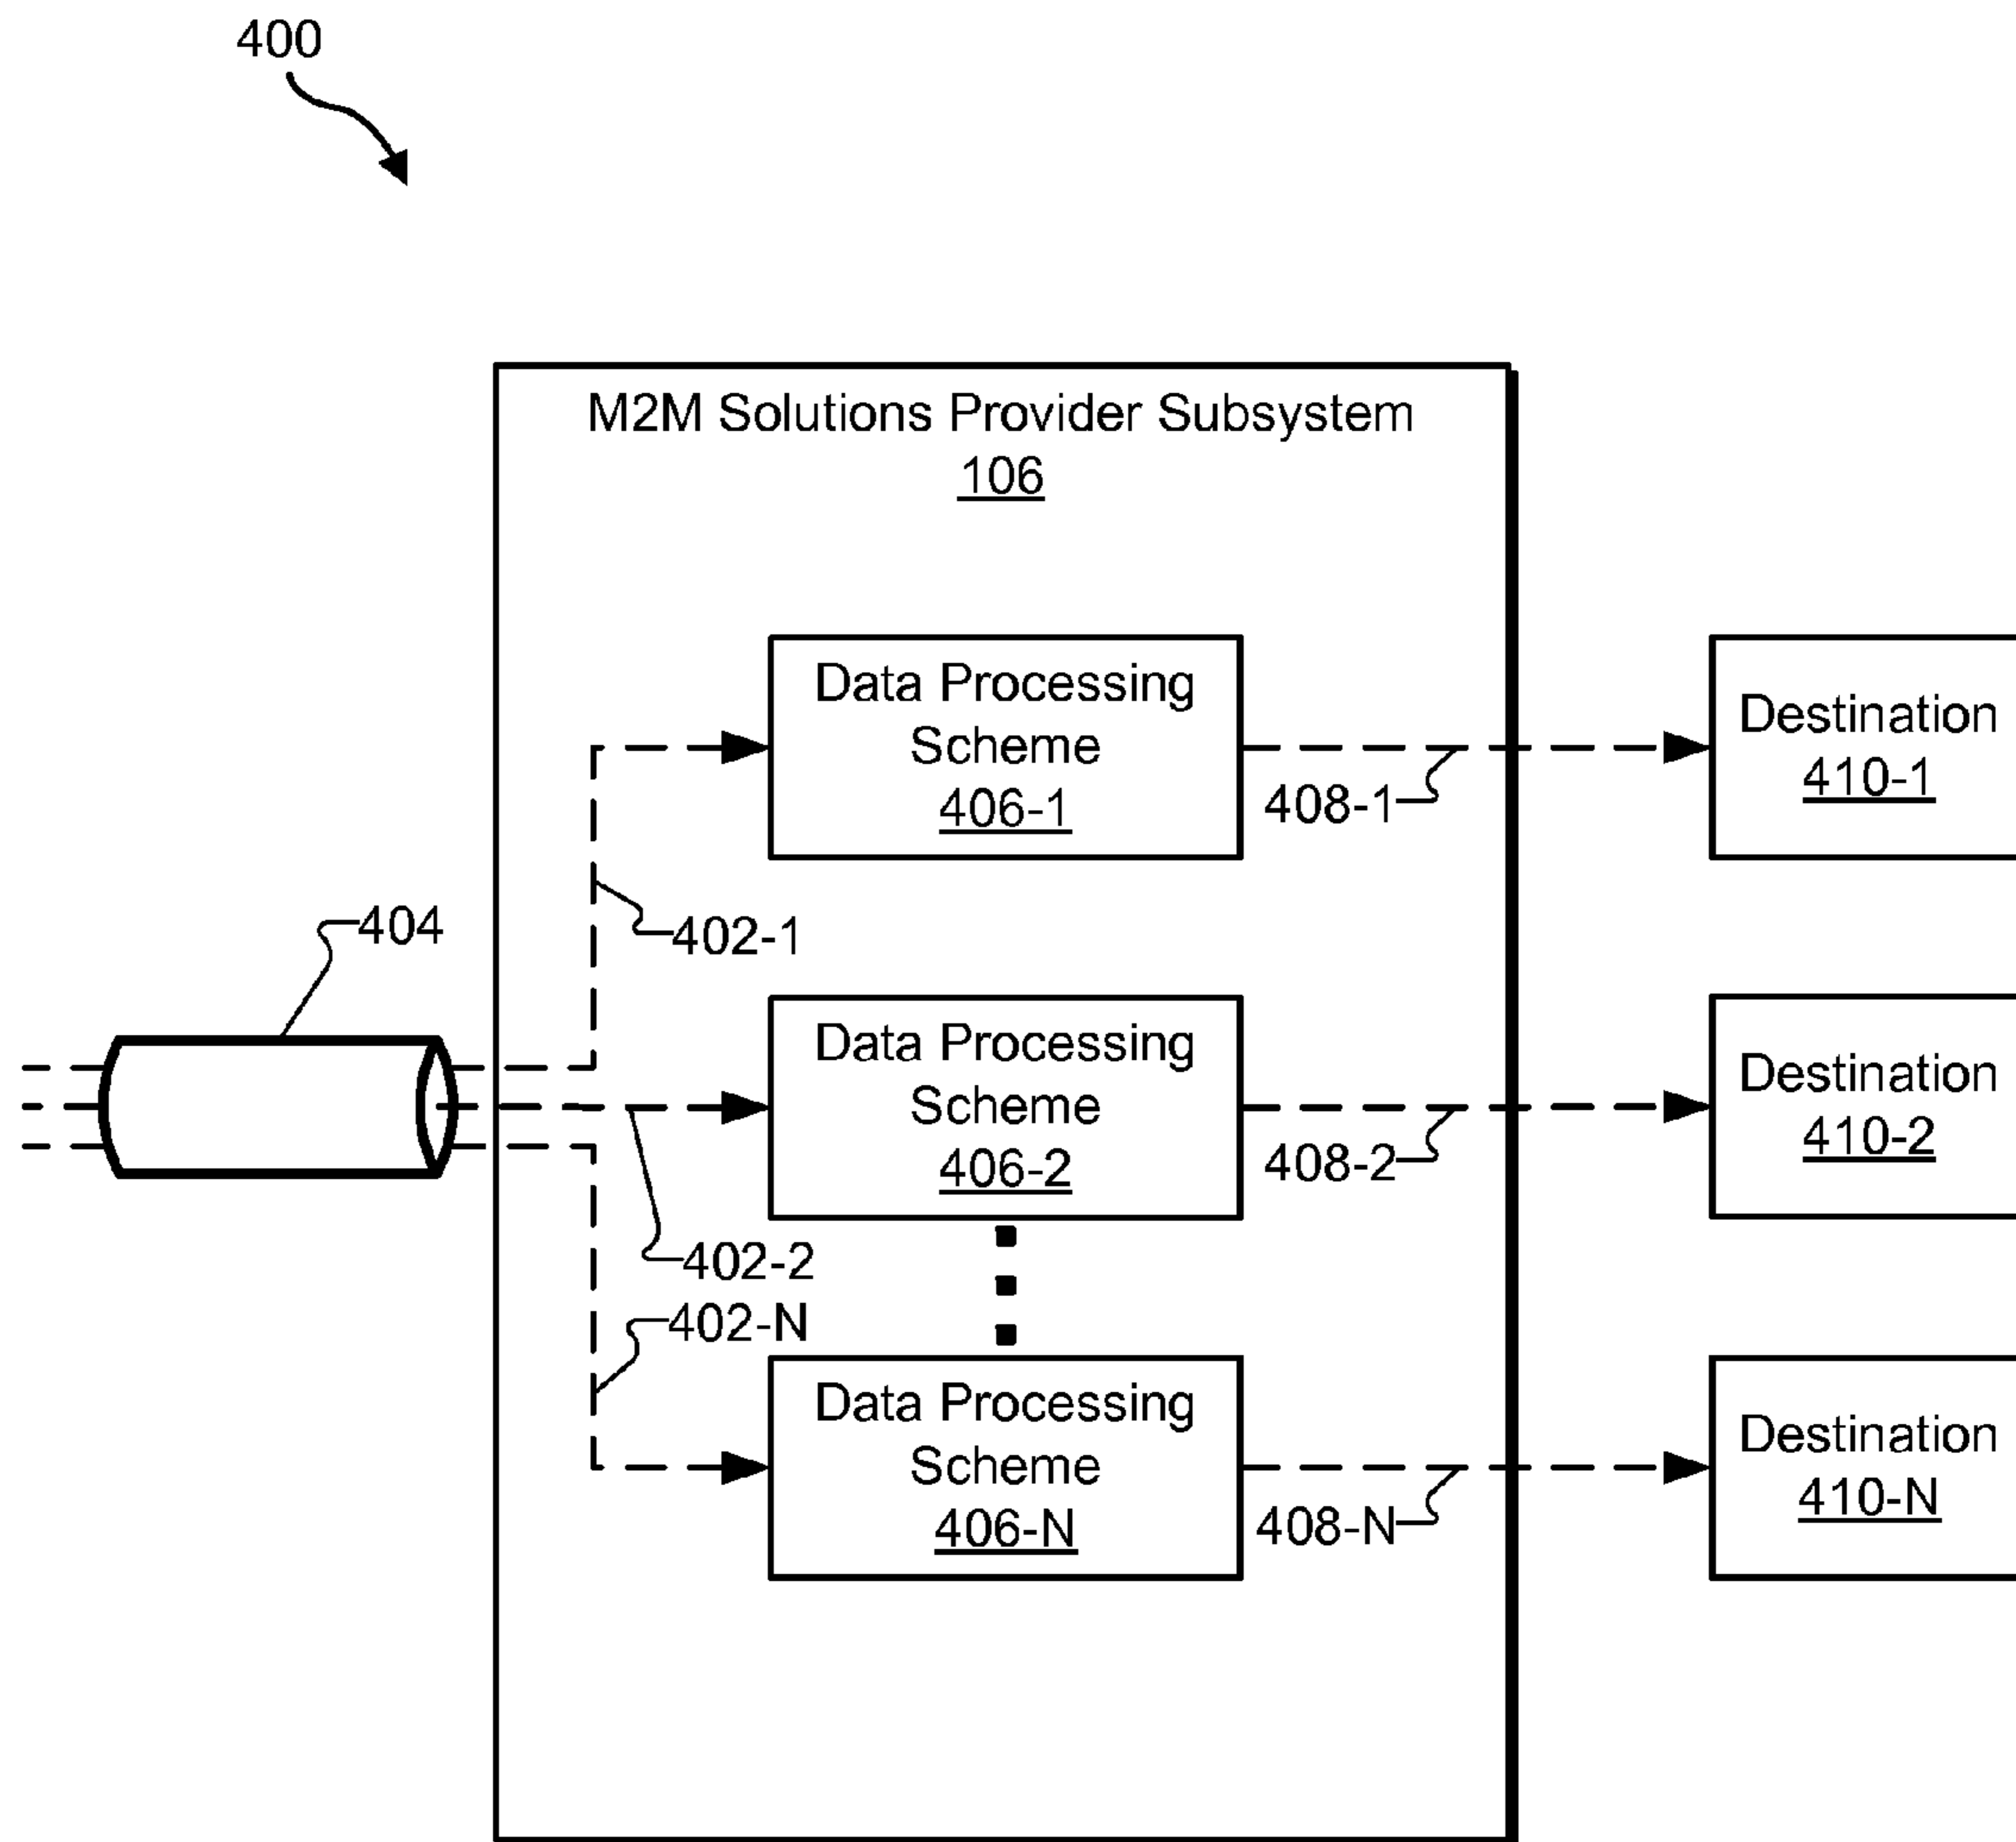 400
M2M Solutions Provider Subsystem
106
Data Processing
Scheme
406-1
408-1
Destination
410-1
404
402-1
Data Processing
Scheme
406-2
408-2
Destination
410-2
402-2
402-N
Data Processing
Scheme
406-N
408-N
Destination
410-N